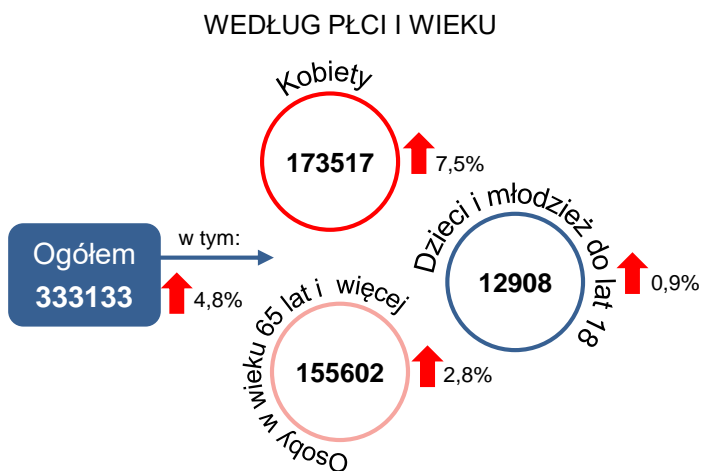 WEDŁUG PŁCI I WIEKU
Kobiety
173517
7,5%
Dzieci i młodzież do lat 18
12908
0,9%
Ogółem
333133
w tym:
4,8%
Osoby w wieku 65 lat i więcej
155602
2,8%